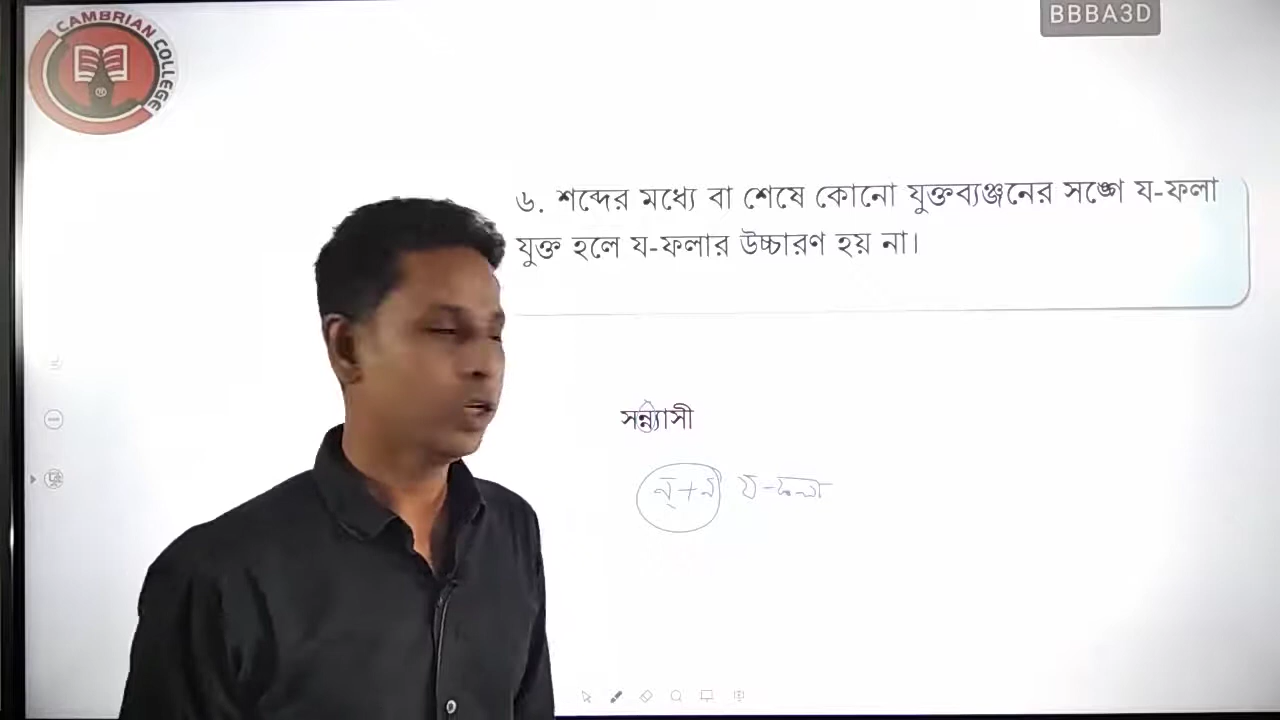 CAMBRIAN COLLEGE
BBBA3D
৬. শব্দের মধ্যে বা শেষে কোনো যুক্তব্যঞ্জনের সঙ্গে য-ফলা
যুক্ত হলে য-ফলার উচ্চারণ হয় না।
সন্ন্যাসী
ন্+ন য-ফলা